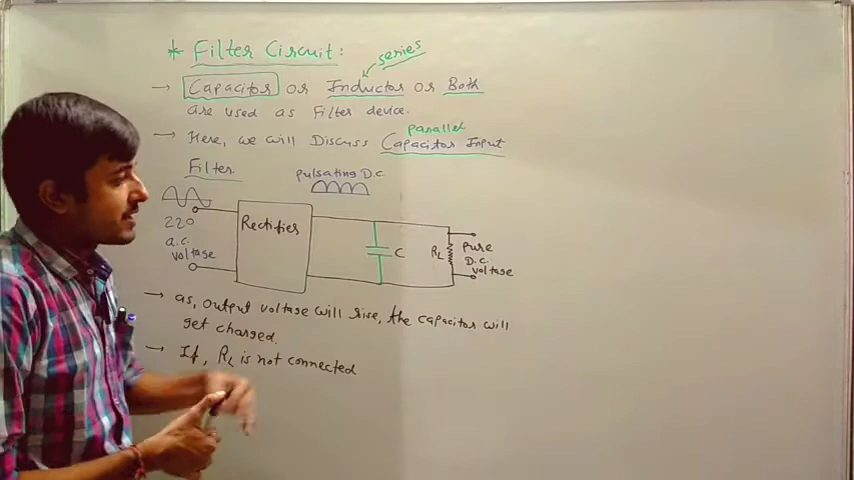 * Filter Circuit:
series
→ Capacitor or Inductor or Both
are used as Filter device.
parallel
→ Here, we will Discuss Capacitor Input
Filter.
pulsating D.C
220
a.c.
voltage
Rectifier
C
RL
Pure
D.C.
voltage
→ as, output voltage will rise, the capacitor will
get charged.
→ If, RL is not connected